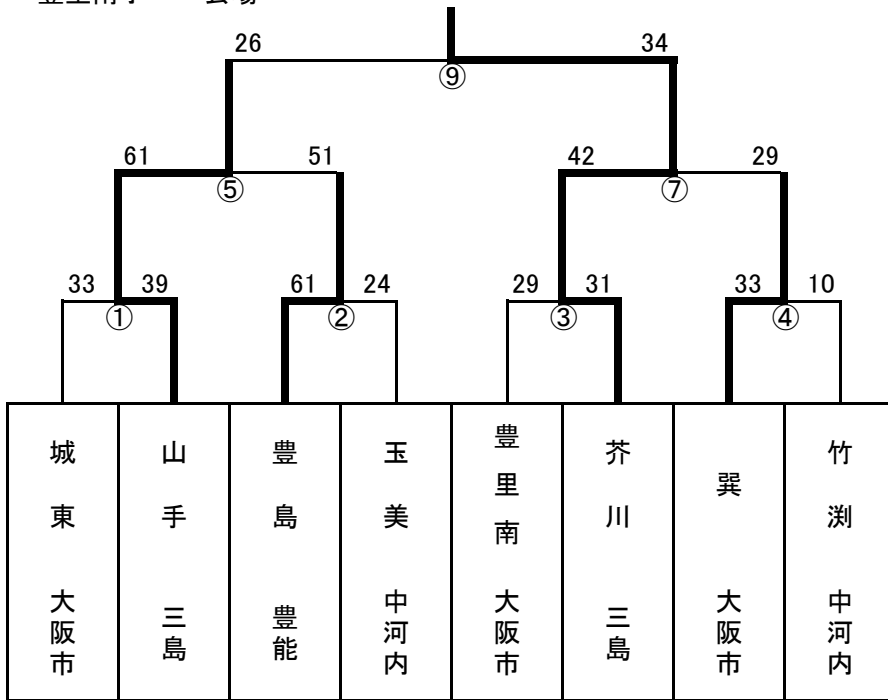 26 34
⑨
61 51 42 29
⑤ ⑦
33 39 61 24 29 31 33 10
① ② ③ ④
城東 山手 豊島 玉美 豊里南 芥川 巽 竹渕
大阪市 三島 豊能 中河内 大阪市 三島 大阪市 中河内